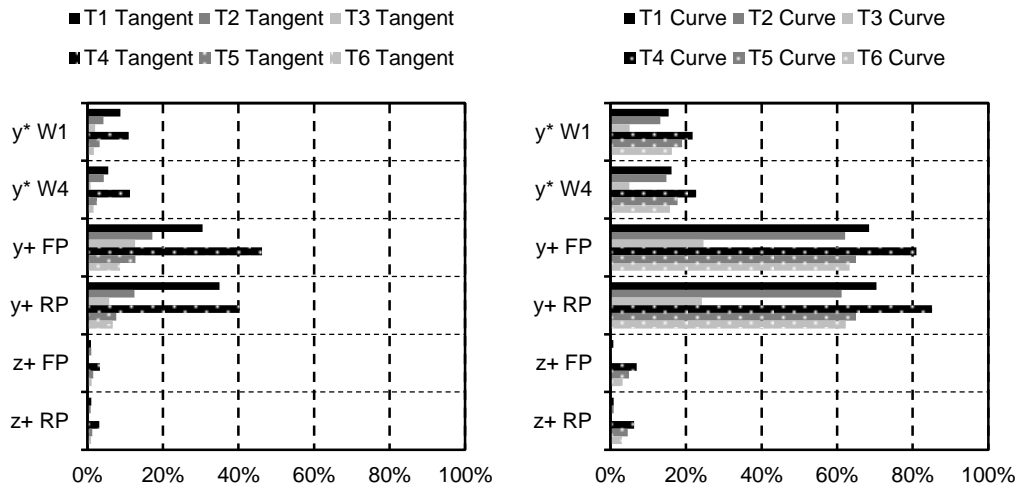 T1 Tangent T2 Tangent T3 Tangent
T4 Tangent T5 Tangent T6 Tangent
y* W1
y* W4
y+ FP
y+ RP
z+ FP
z+ RP
0% 20% 40% 60% 80% 100%
T1 Curve T2 Curve T3 Curve
T4 Curve T5 Curve T6 Curve
y* W1
y* W4
y+ FP
y+ RP
z+ FP
z+ RP
0% 20% 40% 60% 80% 100%